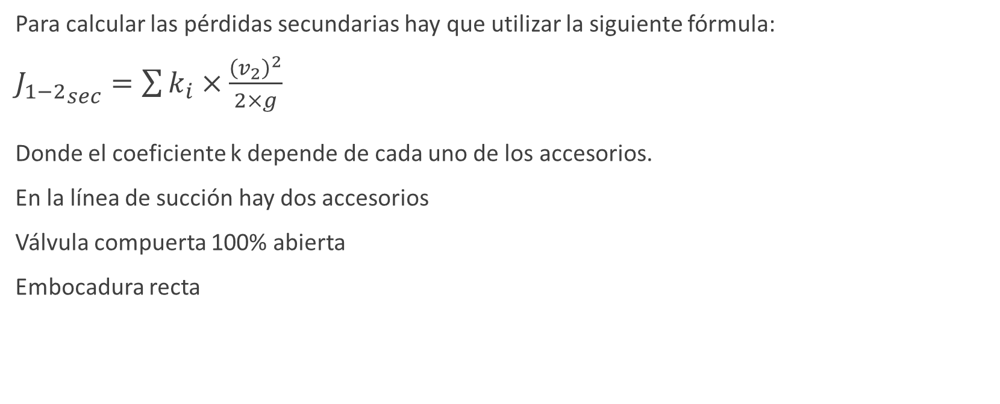 Para calcular las pérdidas secundarias hay que utilizar la siguiente fórmula:
$J_{1-2_{sec}} = \sum k_i \times \frac{(v_2)^2}{2 \times g}$
Donde el coeficiente k depende de cada uno de los accesorios.
En la línea de succión hay dos accesorios
Válvula compuerta 100% abierta
Embocadura recta